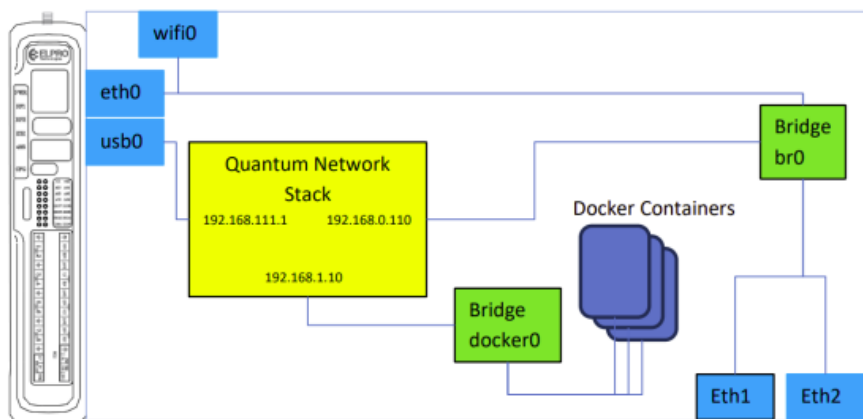 wifi0
ELPRO
eth0
usb0
Bridge
br0
Quantum Network
Stack
192.168.111.1 192.168.0.110
192.168.1.10
Docker Containers
Bridge
docker0
Eth1 Eth2